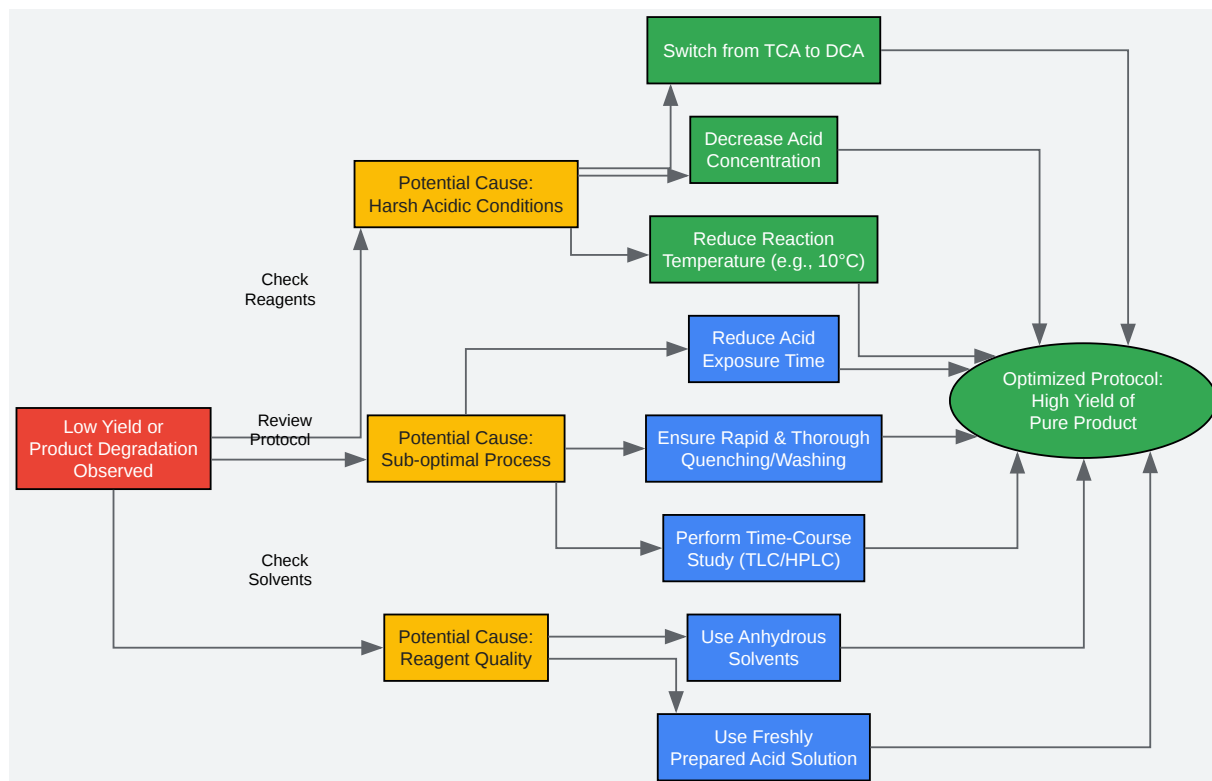 Switch from TCA to DCA
Decrease Acid
Concentration
Potential Cause:
Harsh Acidic Conditions
Reduce Reaction
Temperature (e.g., 10°C)
Check
Reagents
Reduce Acid
Exposure Time
Optimized Protocol:
High Yield of
Pure Product
Low Yield or
Product Degradation
Observed
Review
Protocol
Potential Cause:
Sub-optimal Process
Ensure Rapid & Thorough
Quenching/Washing
Perform Time-Course
Study (TLC/HPLC)
Check
Solvents
Potential Cause:
Reagent Quality
Use Anhydrous
Solvents
Use Freshly
Prepared Acid Solution